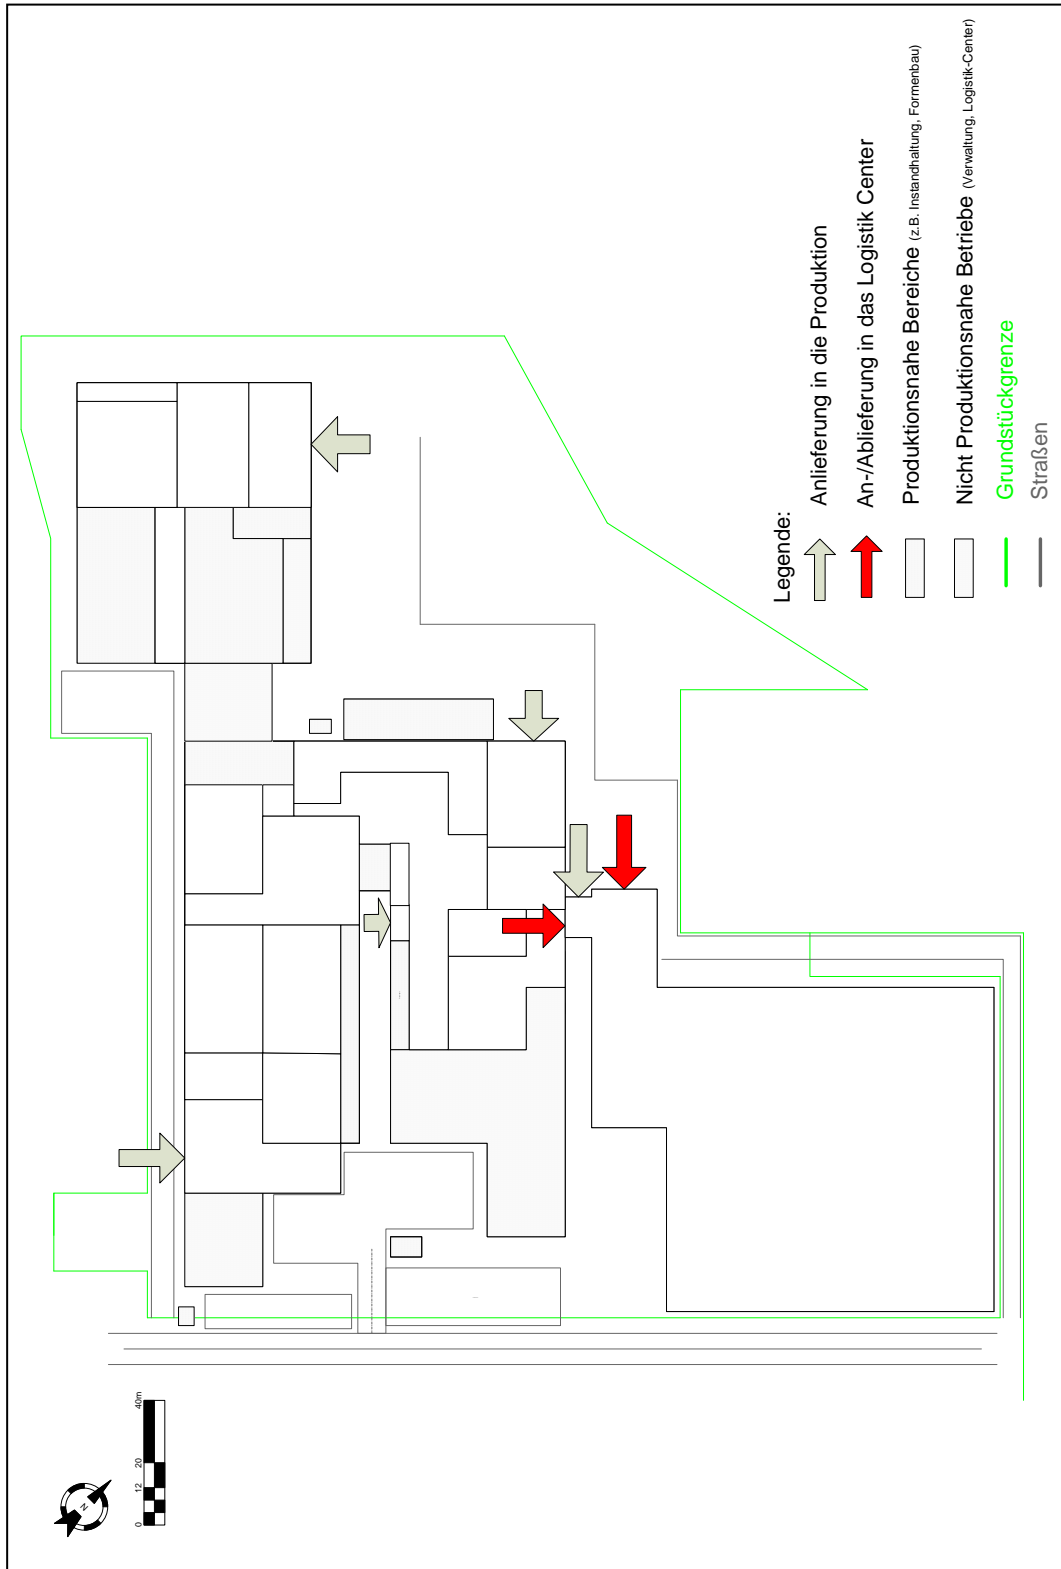 Legende:
Anlieferung in die Produktion
An-/Ablieferung in das Logistik Center
Produktionsnahe Bereiche (z.B. Instandhaltung, Formenbau)
Nicht Produktionsnahe Betriebe (Verwaltung, Logistik-Center)
Grundstückgrenze
Straßen
N
0 12 20 40m